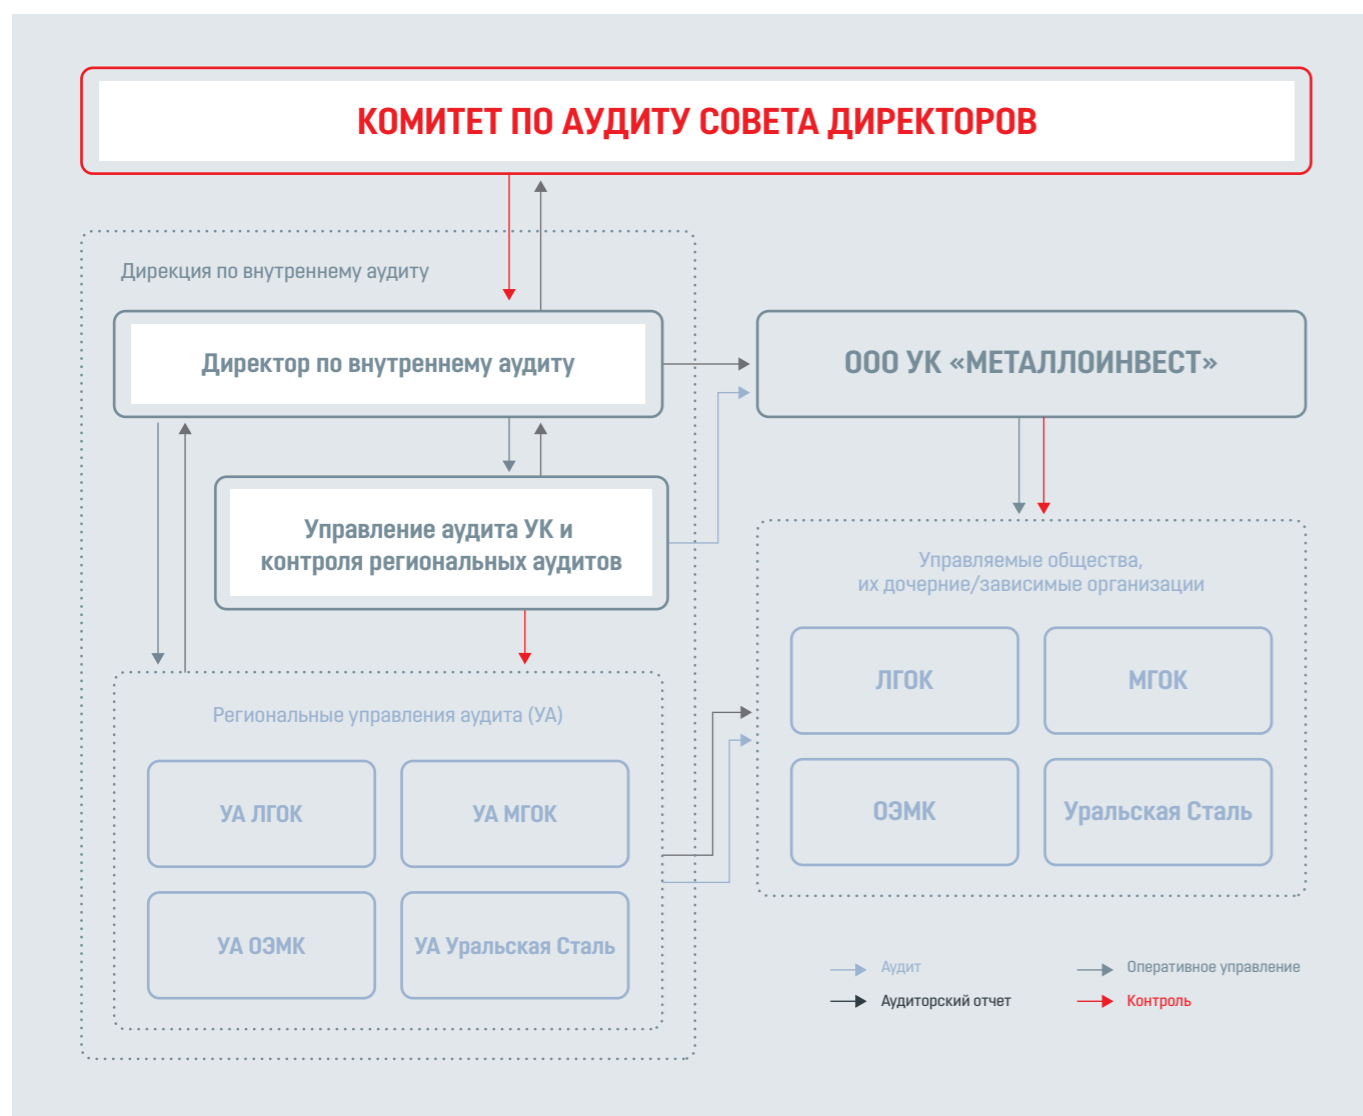 КОМИТЕТ ПО АУДИТУ СОВЕТА ДИРЕКТОРОВ
Дирекция по внутреннему аудиту
Директор по внутреннему аудиту
ООО УК «МЕТАЛЛОИНВЕСТ»
Управление аудита УК и
контроля региональных аудитов
Управляемые общества,
их дочерние/зависимые организации
ЛГОК
МГОК
ОЭМК
Уральская Сталь
Региональные управления аудита (УА)
УА ЛГОК
УА МГОК
УА ОЭМК
УА Уральская Сталь
Аудит
Оперативное управление
Аудиторский отчет
Контроль